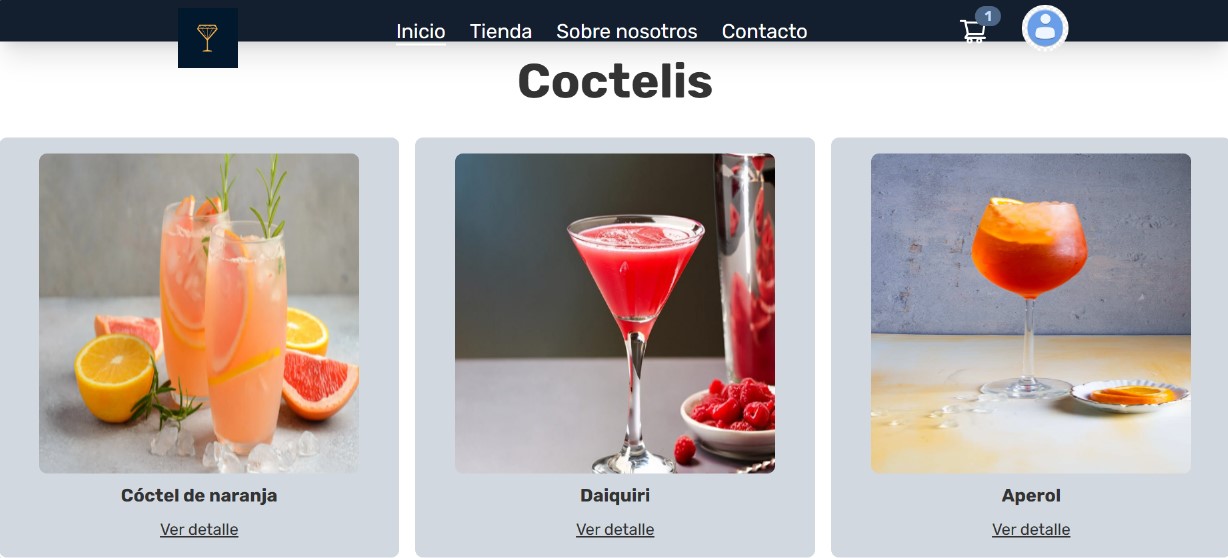 Inicio Tienda Sobre nosotros Contacto 1
Coctelis
Cóctel de naranja
Ver detalle
Daiquiri
Ver detalle
Aperol
Ver detalle